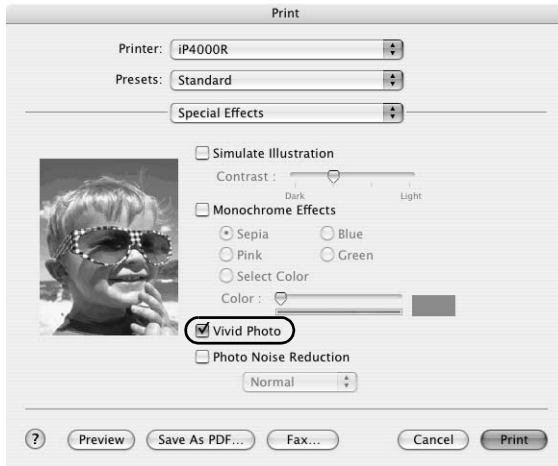 Print
Printer: iP4000R
Presets: Standard
Special Effects
Simulate Illustration
Contrast :
Dark Light
Monochrome Effects
Sepia Blue
Pink Green
Select Color
Color :
Vivid Photo
Photo Noise Reduction
Normal
? Preview Save As PDF... Fax... Cancel Print